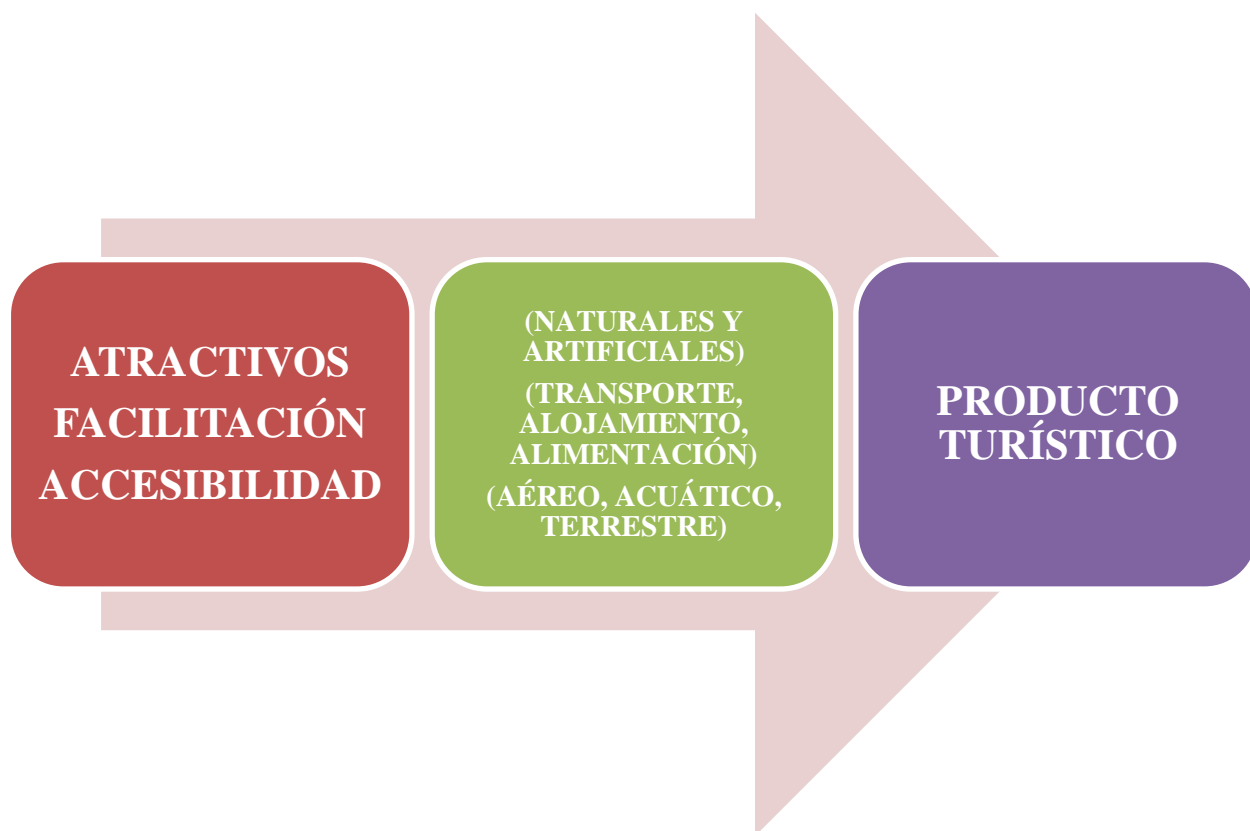 ATRACTIVOS
FACILITACIÓN
ACCESIBILIDAD
(NATURALES Y
ARTIFICIALES)
(TRANSPORTE,
ALOJAMIENTO,
ALIMENTACIÓN)
(AÉREO, ACUÁTICO,
TERRESTRE)
PRODUCTO
TURÍSTICO